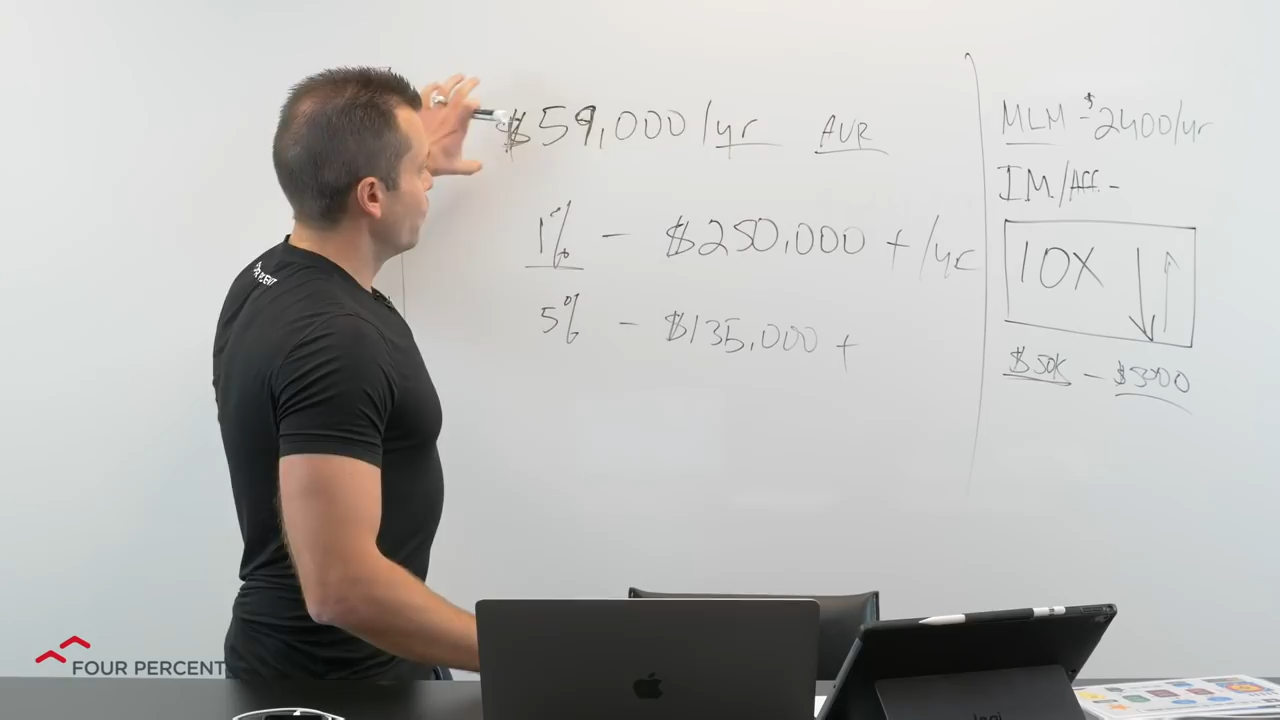 $59,000/yr AVR
1% - $250,000 +/yr
5% - $135,000 +
MLM - $2400/yr
IM/Aff. -
10X
$50K - $5000
FOUR PERCENT